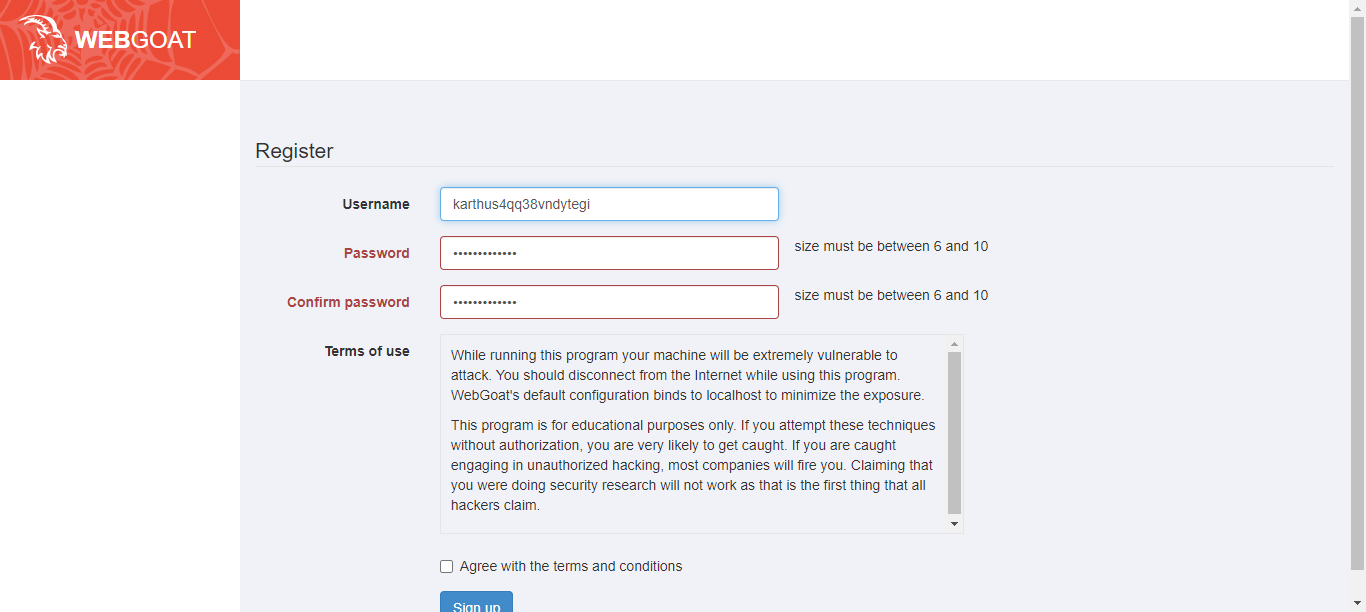 WEBGOAT
Register
Username
karthus4qq38vndytegi
Password
•••••••••••••
size must be between 6 and 10
Confirm password
•••••••••••••
size must be between 6 and 10
Terms of use
While running this program your machine will be extremely vulnerable to
attack. You should disconnect from the Internet while using this program.
WebGoat's default configuration binds to localhost to minimize the exposure.
This program is for educational purposes only. If you attempt these techniques
without authorization, you are very likely to get caught. If you are caught
engaging in unauthorized hacking, most companies will fire you. Claiming that
you were doing security research will not work as that is the first thing that all
hackers claim.
Agree with the terms and conditions
Sign up